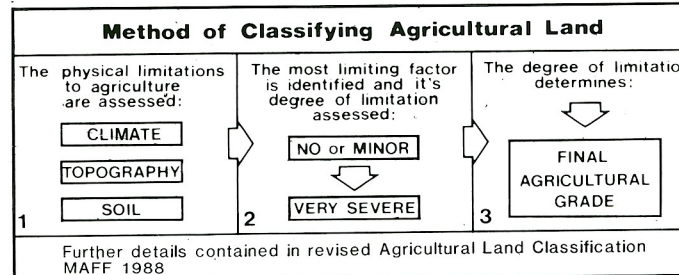 Method of Classifying Agricultural Land
The physical limitations
to agriculture
are assessed:
CLIMATE
TOPOGRAPHY
SOIL
1
The most limiting factor
is identified and it's
degree of limitation
assessed:
NO or MINOR
VERY SEVERE
2
The degree of limitatio
determines:
FINAL
AGRICULTURAL
GRADE
3
Further details contained in revised Agricultural Land Classification
MAFF 1988